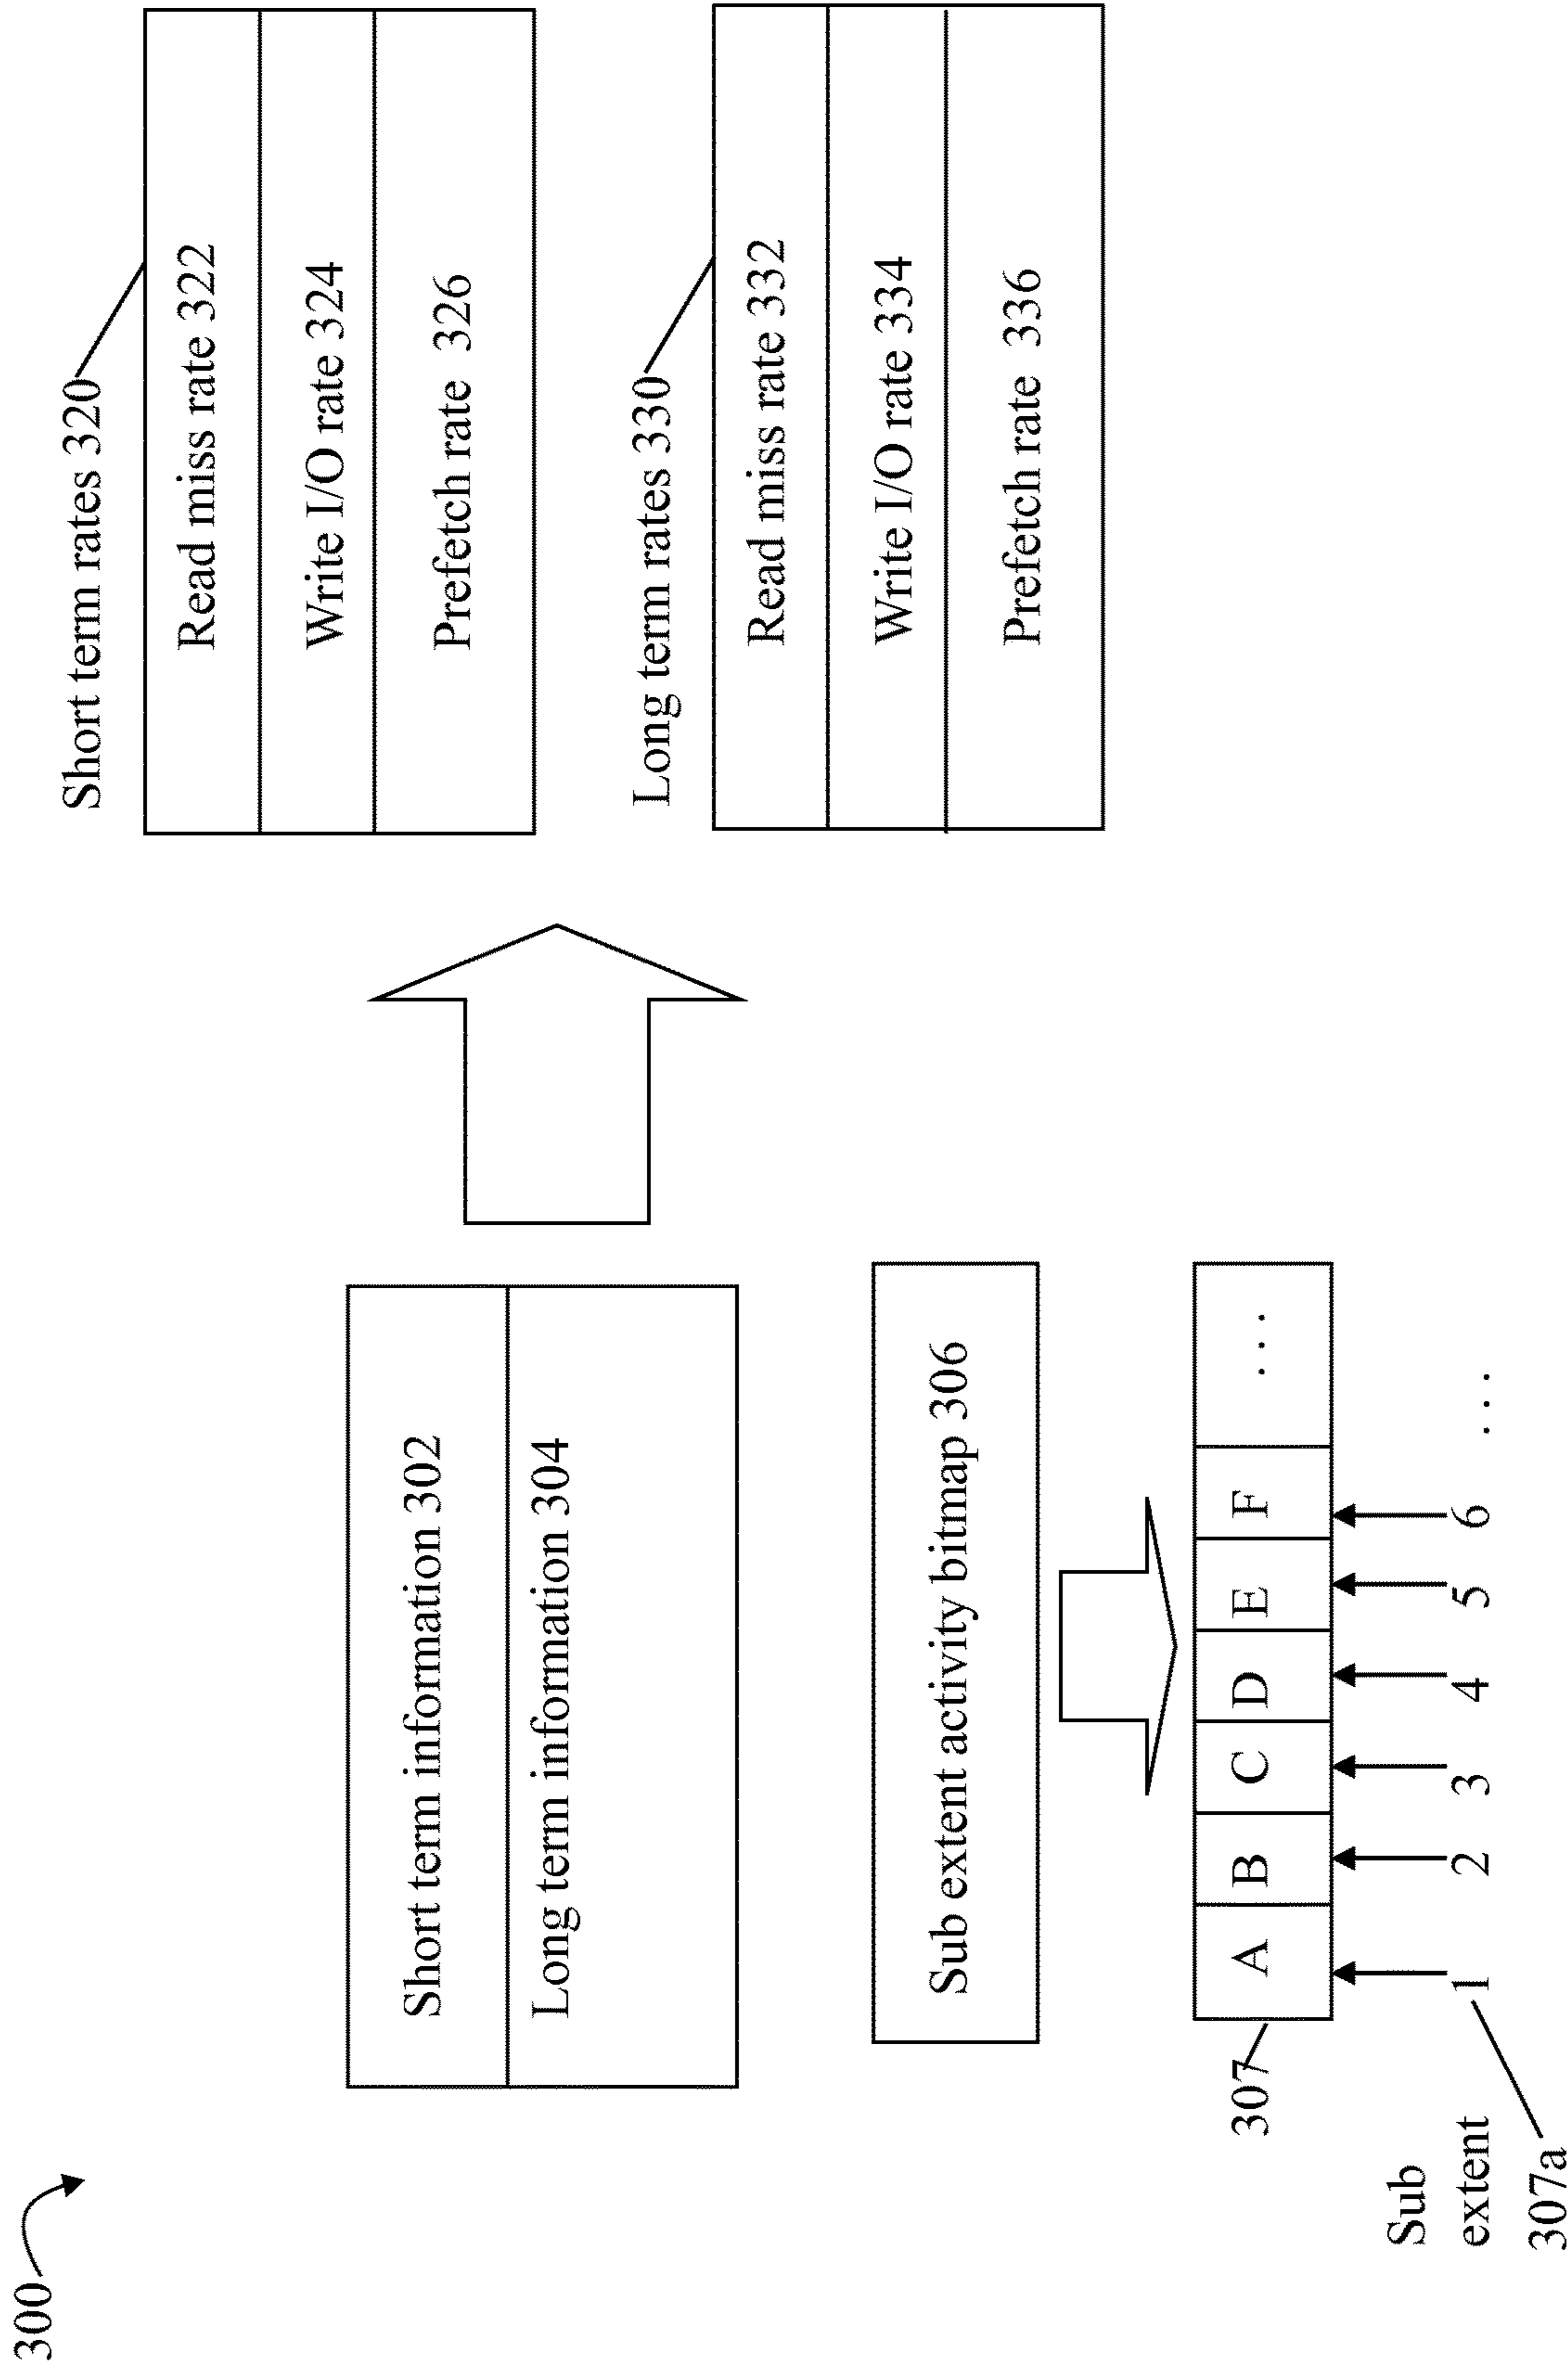 300
Short term rates 320
Read miss rate 322
Write I/O rate 324
Prefetch rate 326
Short term information 302
Long term information 304
Long term rates 330
Read miss rate 332
Write I/O rate 334
Prefetch rate 336
Sub extent activity bitmap 306
307
A B C D E F ...
Sub
extent
1 2 3 4 5 6 ...
307a